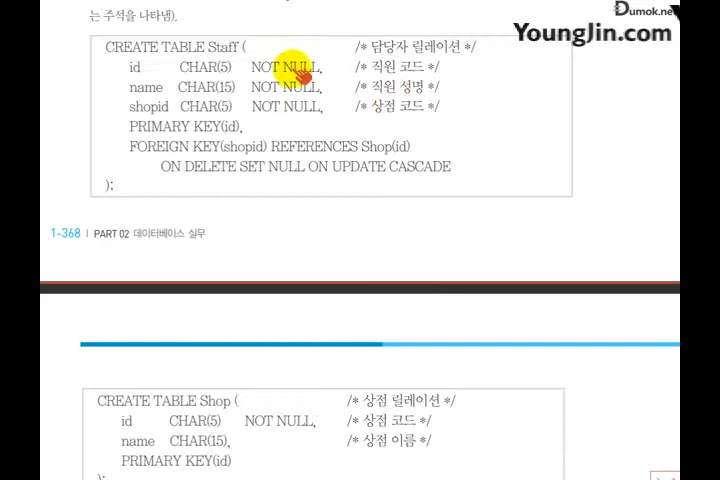 는 주석을 나타냄).
Dumok.ne
YoungJin.com
CREATE TABLE Staff ( /* 담당자 릴레이션 */
id CHAR(5) NOT NULL, /* 직원 코드 */
name CHAR(15) NOT NULL, /* 직원 성명 */
shopid CHAR(5) NOT NULL, /* 상점 코드 */
PRIMARY KEY(id),
FOREIGN KEY(shopid) REFERENCES Shop(id)
ON DELETE SET NULL ON UPDATE CASCADE
);
1-368 | PART 02 데이터베이스 실무
CREATE TABLE Shop ( /* 상점 릴레이션 */
id CHAR(5) NOT NULL, /* 상점 코드 */
name CHAR(15), /* 상점 이름 */
PRIMARY KEY(id)
);